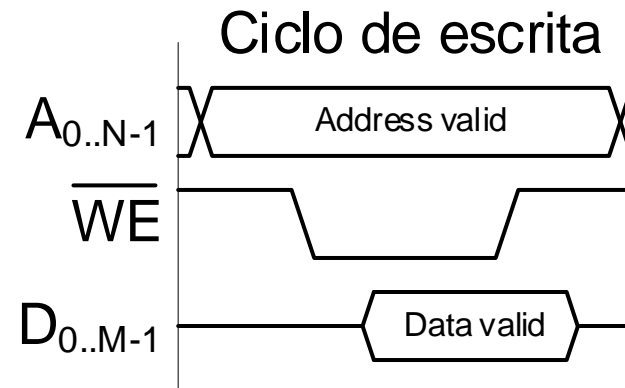 Ciclo de escrita
A0..N-1
Address valid
WE
D0..M-1
Data valid